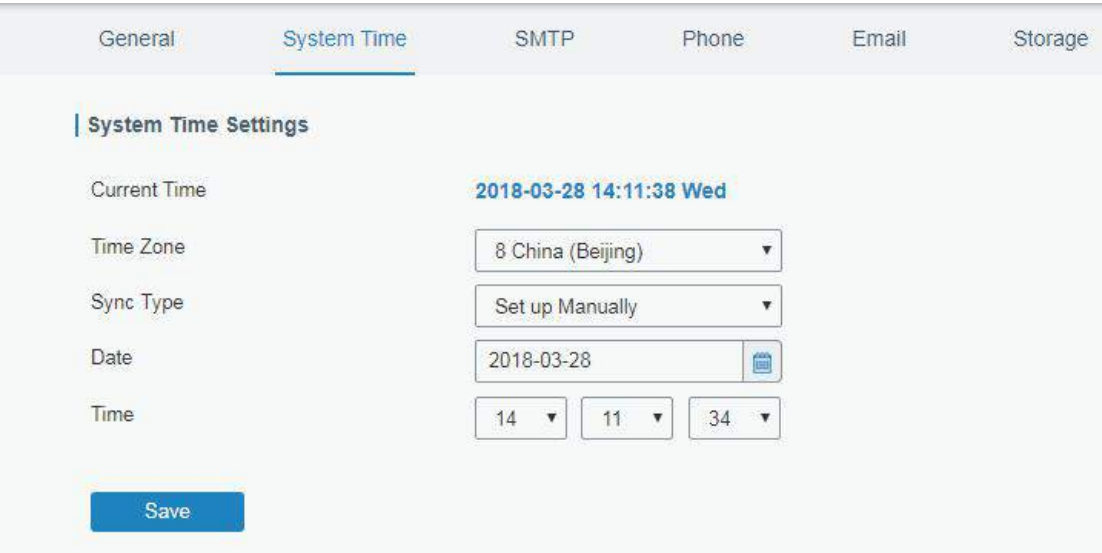 General System Time SMTP Phone Email Storage
System Time Settings
Current Time 2018-03-28 14:11:38 Wed
Time Zone 8 China (Beijing)
Sync Type Set up Manually
Date 2018-03-28
Time 14 11 34
Save